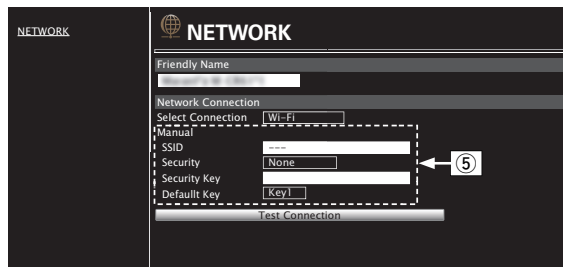 NETWORK
NETWORK
Friendly Name
Network Connection
Select Connection Wi-Fi
Manual
SSID ---
Security None
⑤
Security Key
Defaullt Key Key1
Test Connection